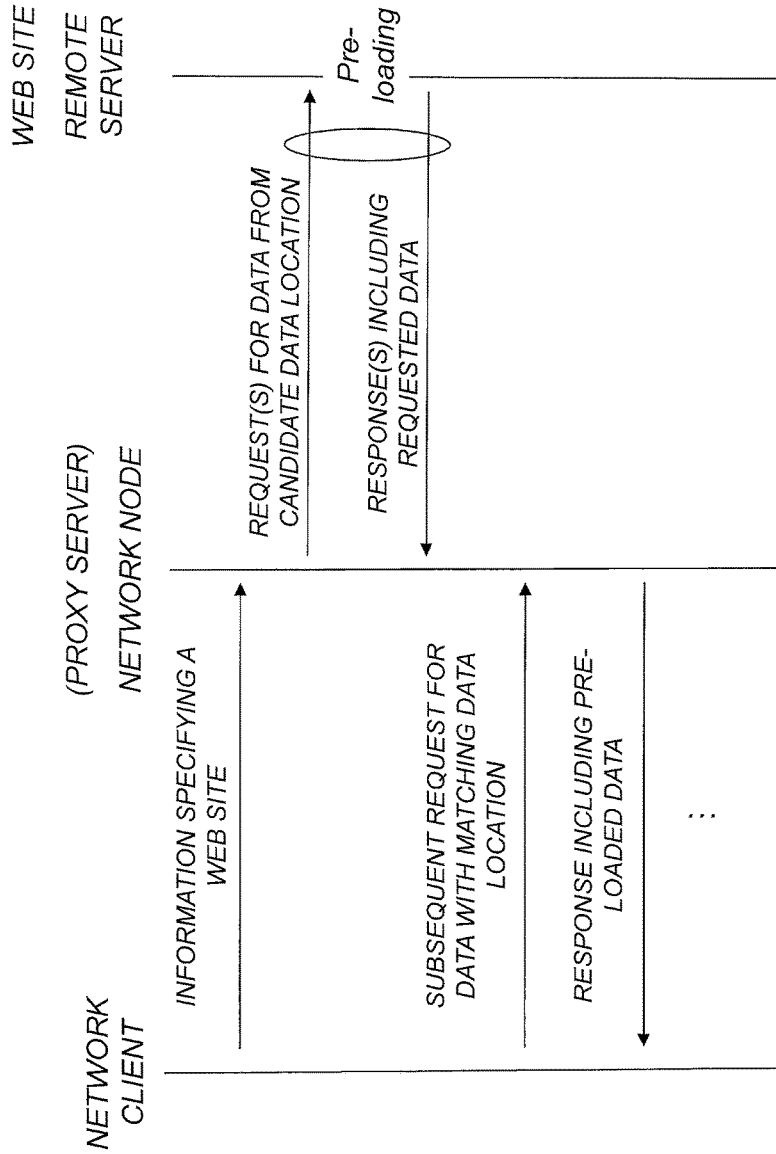 NETWORK
CLIENT
(PROXY SERVER)
NETWORK NODE
WEB SITE
REMOTE
SERVER
INFORMATION SPECIFYING A
WEB SITE
REQUEST(S) FOR DATA FROM
CANDIDATE DATA LOCATION
Pre-
loading
RESPONSE(S) INCLUDING
REQUESTED DATA
SUBSEQUENT REQUEST FOR
DATA WITH MATCHING DATA
LOCATION
RESPONSE INCLUDING PRE-
LOADED DATA
...